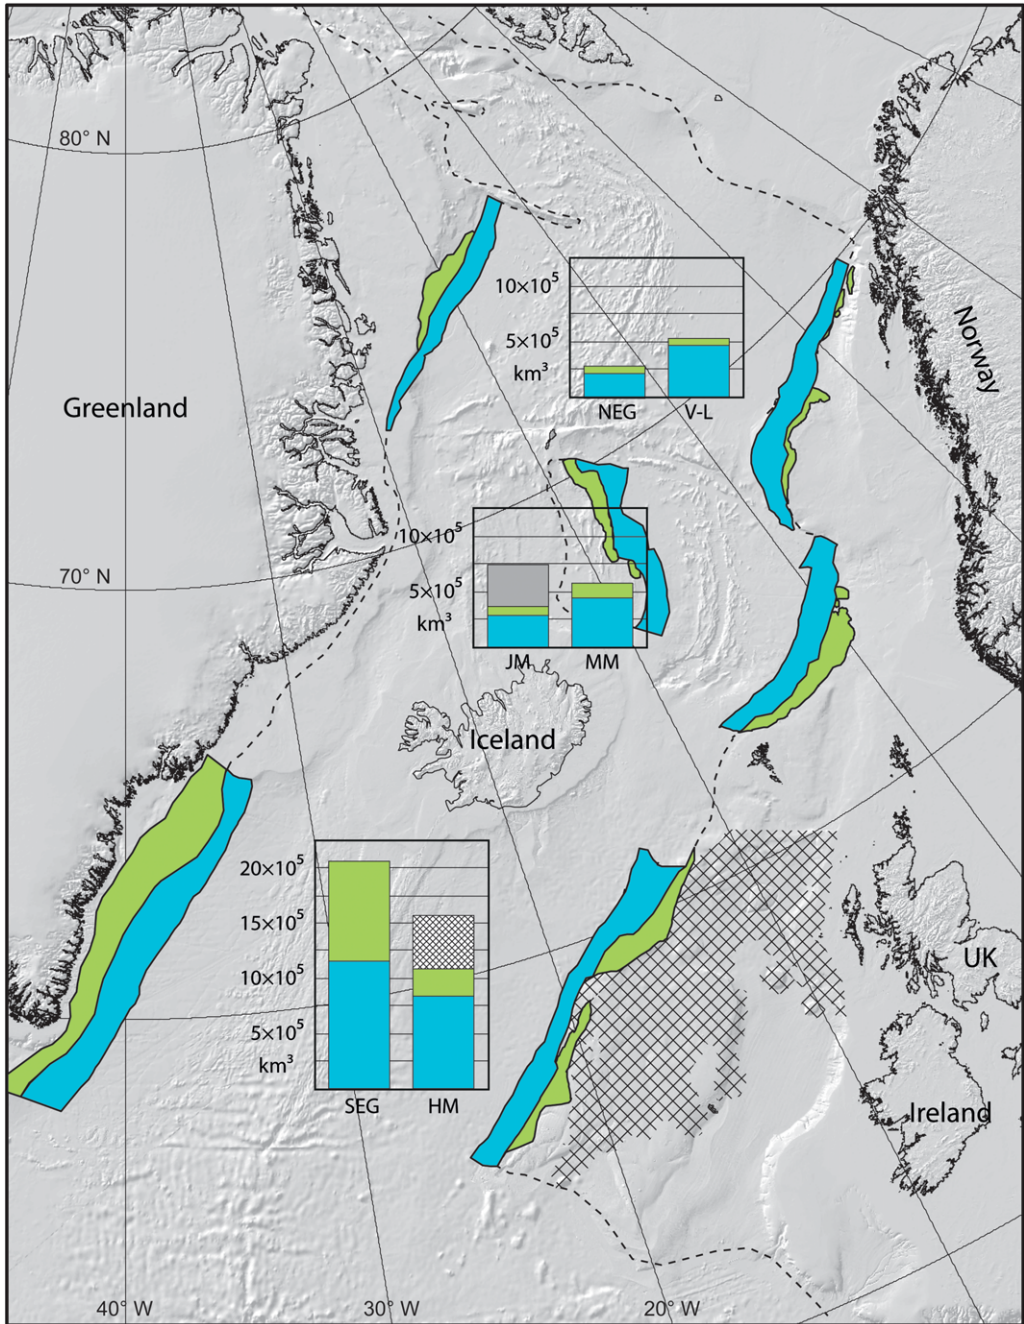 80° N
10×10⁵
5×10⁵
km³
NEG V-L
Norway
Greenland
10×10⁵
5×10⁵
km³
JM MM
70° N
Iceland
20×10⁵
15×10⁵
10×10⁵
5×10⁵
km³
SEG HM
UK
Ireland
40° W 30° W 20° W